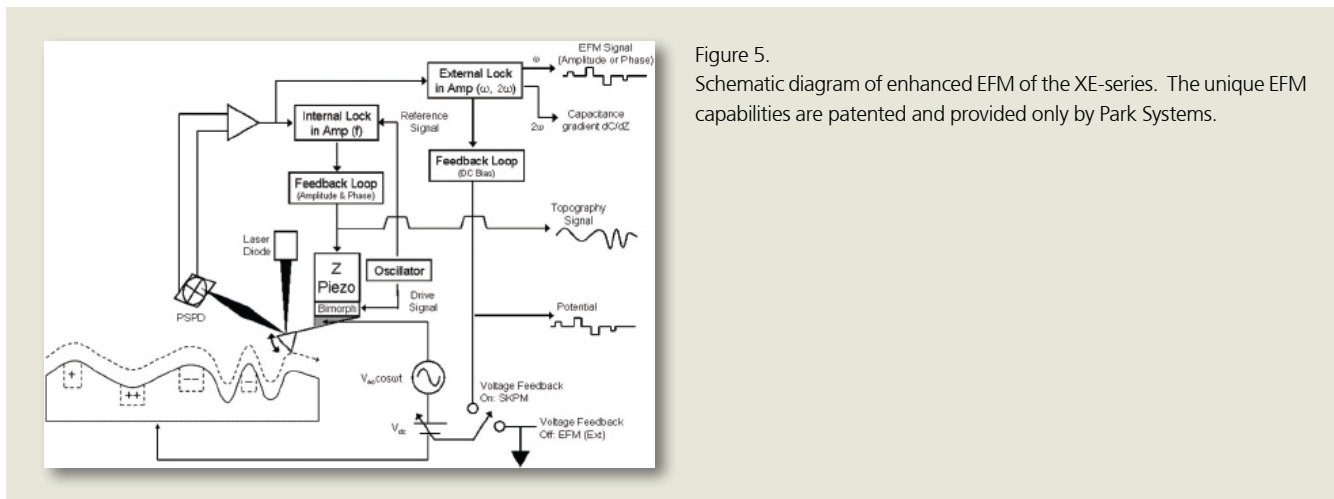 EFM Signal
(Amplitude or Phase)
ω
External Lock
in Amp (ω, 2ω)
Capacitance
gradient dC/dZ
2ω
Internal Lock
in Amp (f)
Reference
Signal
Feedback Loop
(DC Bias)
Feedback Loop
(Amplitude & Phase)
Topography
Signal
Laser
Diode
Z
Piezo
Oscillator
Bimorph
Drive
Signal
PSPD
Potential
+
++
--
-
Vac cosωt
Voltage Feedback
On: SKPM
Vdc
Voltage Feedback
Off: EFM (Ext)
Figure 5.
Schematic diagram of enhanced EFM of the XE-series. The unique EFM
capabilities are patented and provided only by Park Systems.